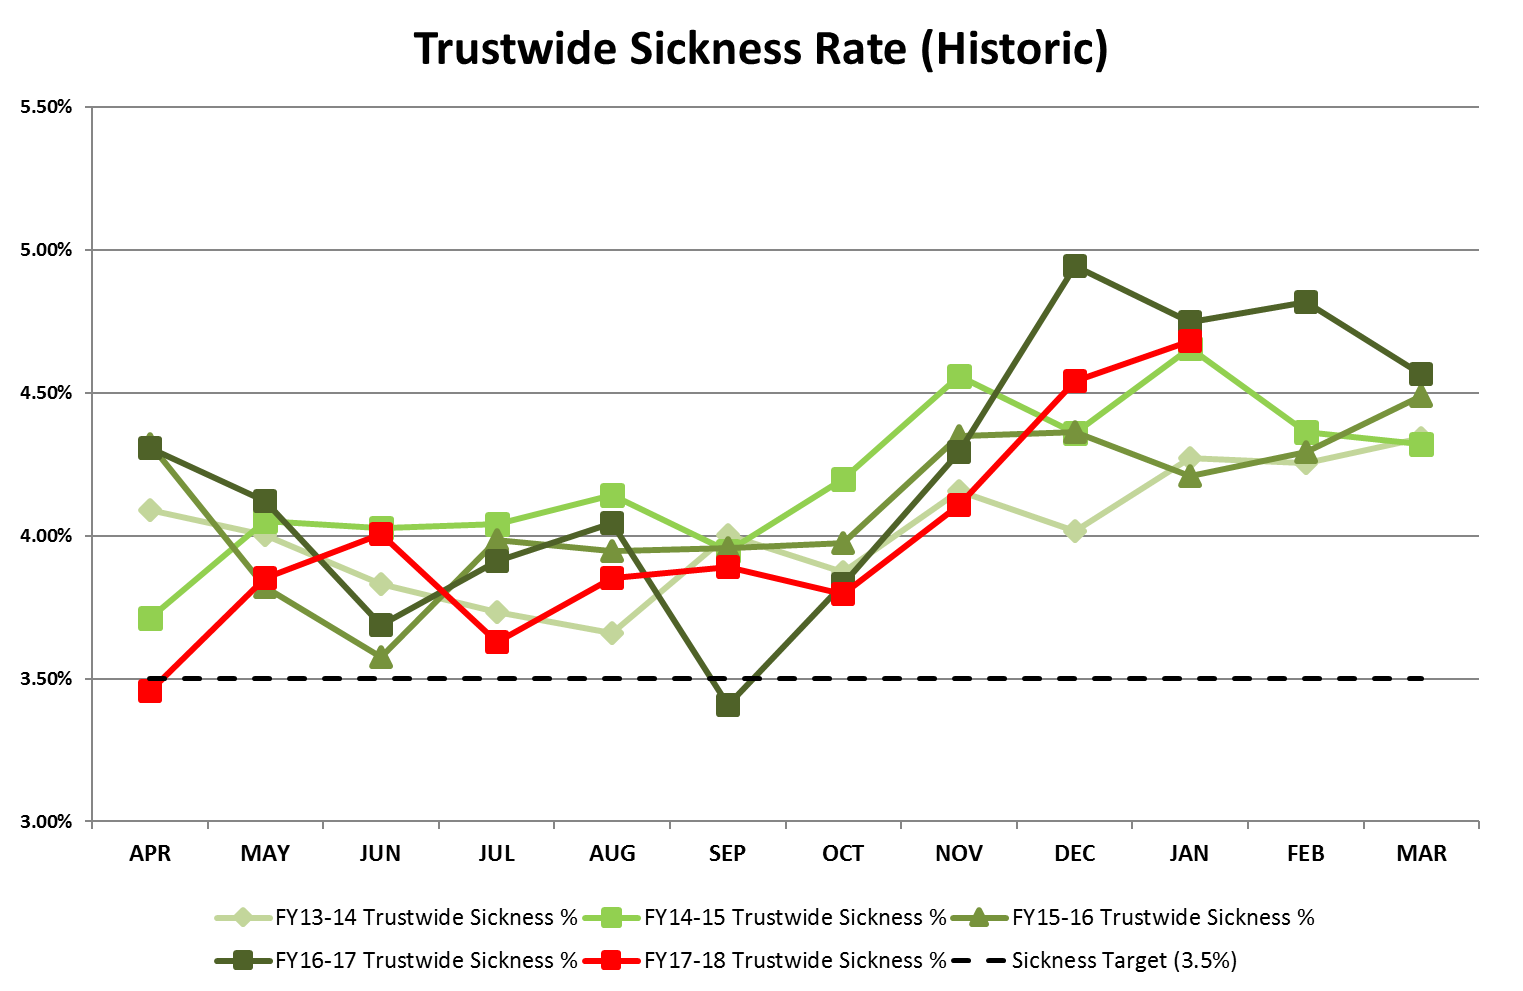 Trustwide Sickness Rate (Historic)
5.50%
5.00%
4.50%
4.00%
3.50%
3.00%
APR MAY JUN JUL AUG SEP OCT NOV DEC JAN FEB MAR
FY13-14 Trustwide Sickness % FY14-15 Trustwide Sickness % FY15-16 Trustwide Sickness %
FY16-17 Trustwide Sickness % FY17-18 Trustwide Sickness % Sickness Target (3.5%)